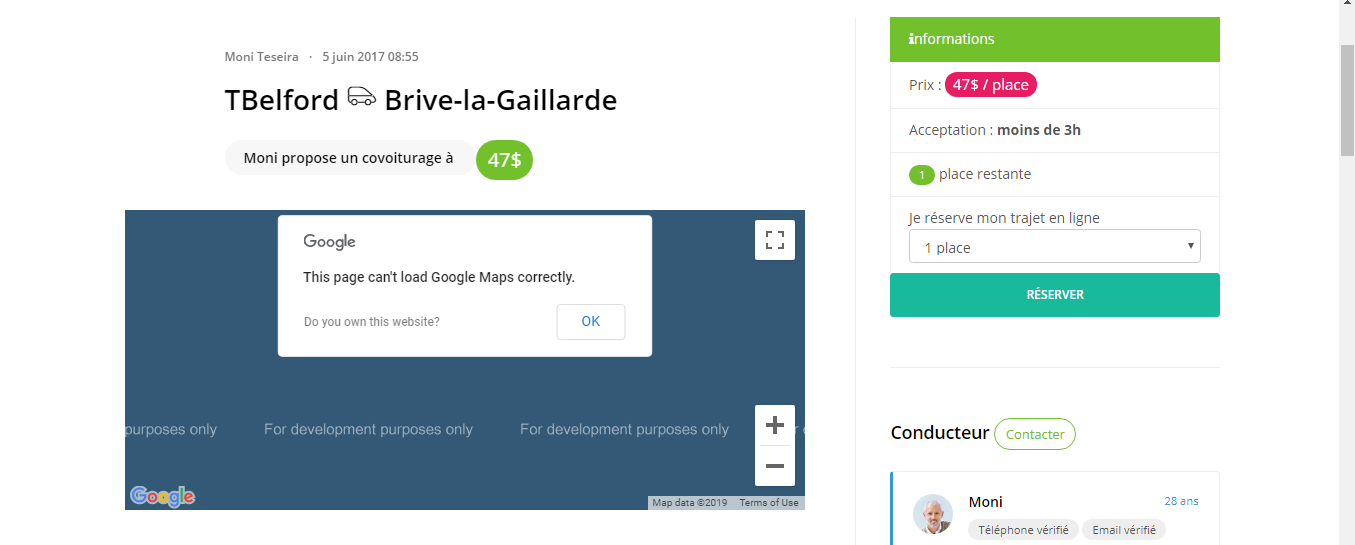 Moni Teseira · 5 juin 2017 08:55
TBelford Brive-la-Gaillarde
Moni propose un covoiturage à 47$
Google
This page can't load Google Maps correctly.
Do you own this website? OK
purposes only For development purposes only For development purposes only
Google
Map data ©2019 Terms of Use
informations
Prix : 47$ / place
Acceptation : moins de 3h
1 place restante
Je réserve mon trajet en ligne
1 place
RÉSERVER
Conducteur Contacter
Moni 28 ans
Téléphone vérifié Email vérifié